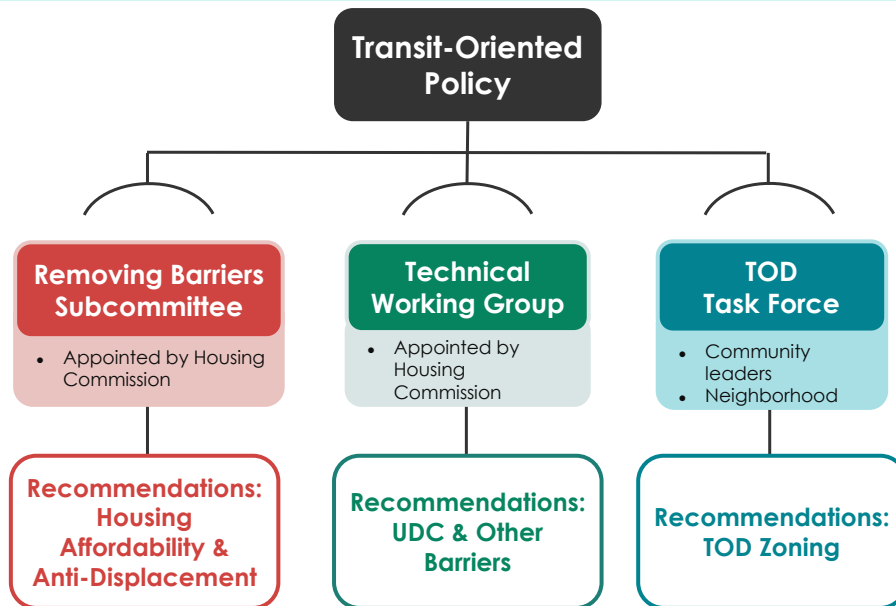 Transit-Oriented
Policy
Removing Barriers
Subcommittee
• Appointed by Housing
Commission
Technical
Working Group
• Appointed by
Housing
Commission
TOD
Task Force
• Community
leaders
• Neighborhood
Recommendations:
Housing
Affordability &
Anti-Displacement
Recommendations:
UDC & Other
Barriers
Recommendations:
TOD Zoning